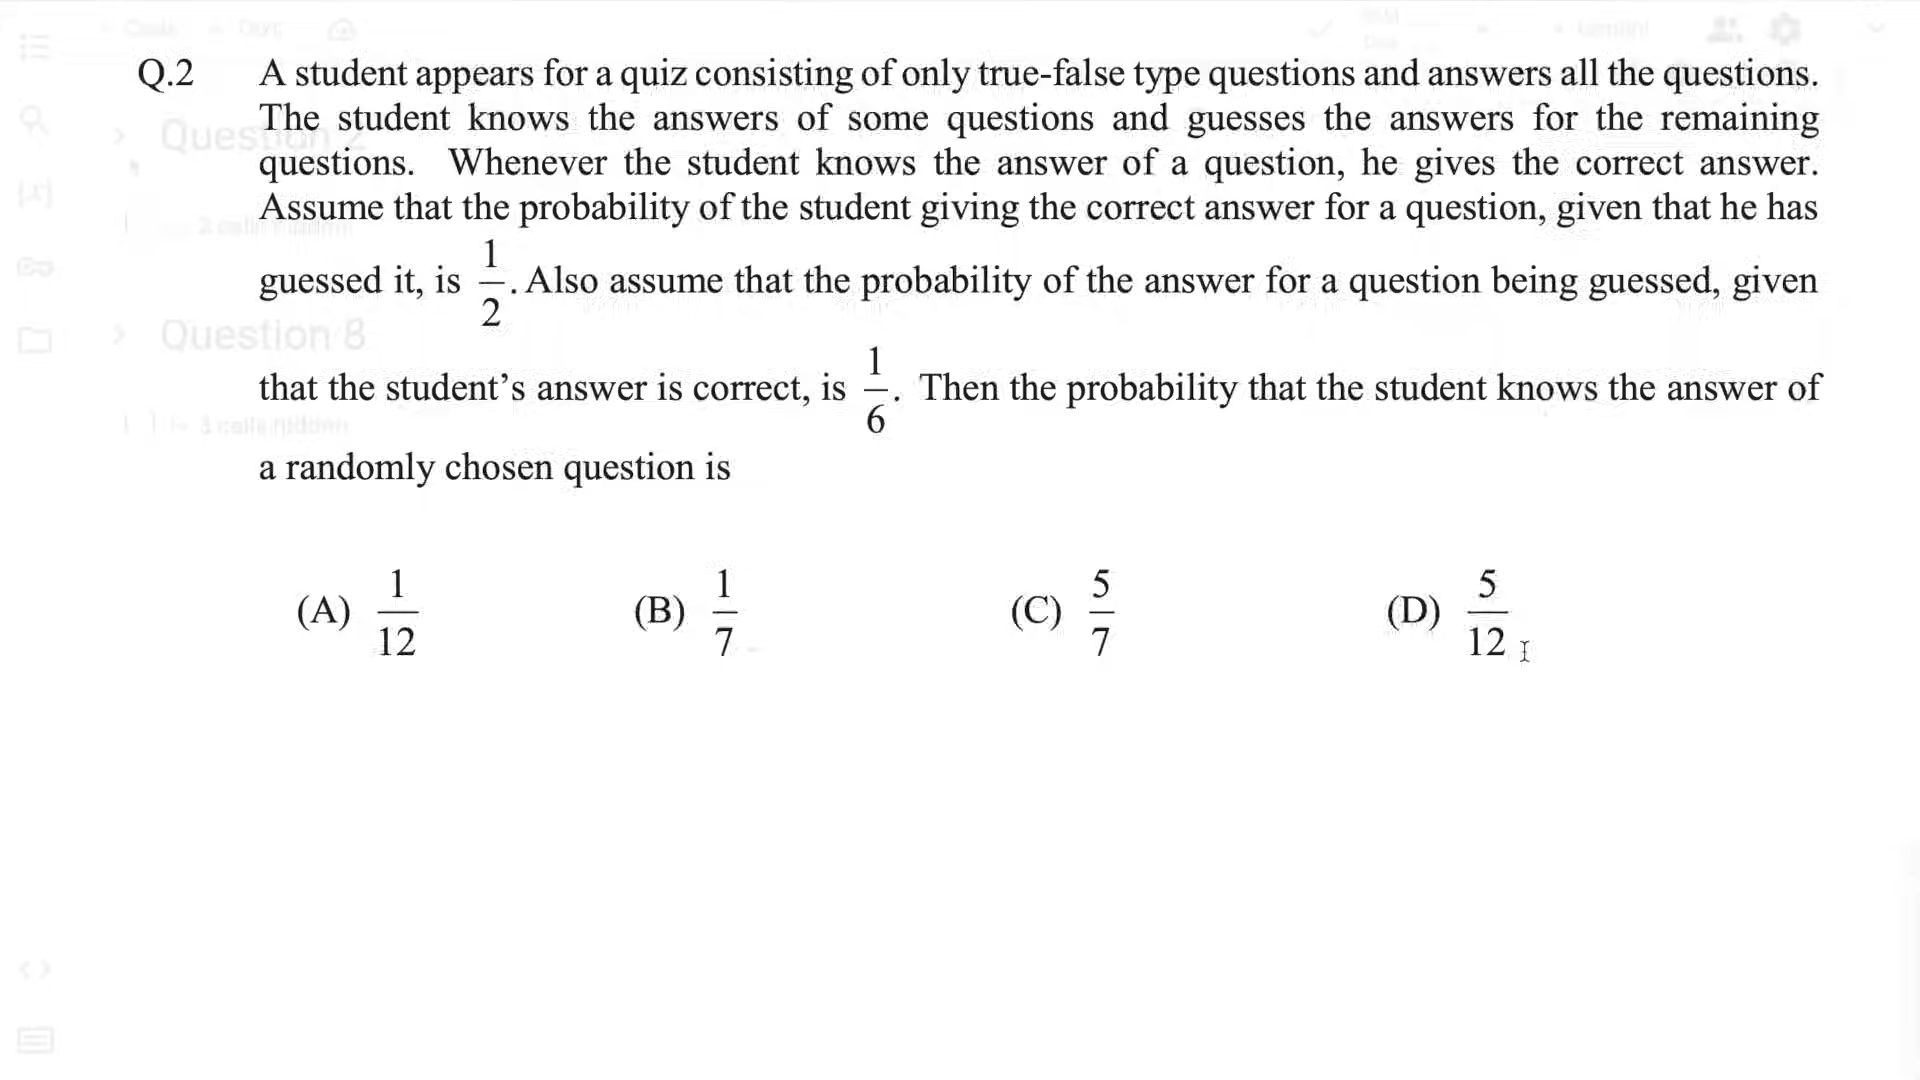 Q.2 A student appears for a quiz consisting of only true-false type questions and answers all the questions.
The student knows the answers of some questions and guesses the answers for the remaining
questions. Whenever the student knows the answer of a question, he gives the correct answer.
Assume that the probability of the student giving the correct answer for a question, given that he has
guessed it, is 1/2. Also assume that the probability of the answer for a question being guessed, given
that the student’s answer is correct, is 1/6. Then the probability that the student knows the answer of
a randomly chosen question is
(A) 1/12 (B) 1/7 (C) 5/7 (D) 5/12
Question 2
Question 8